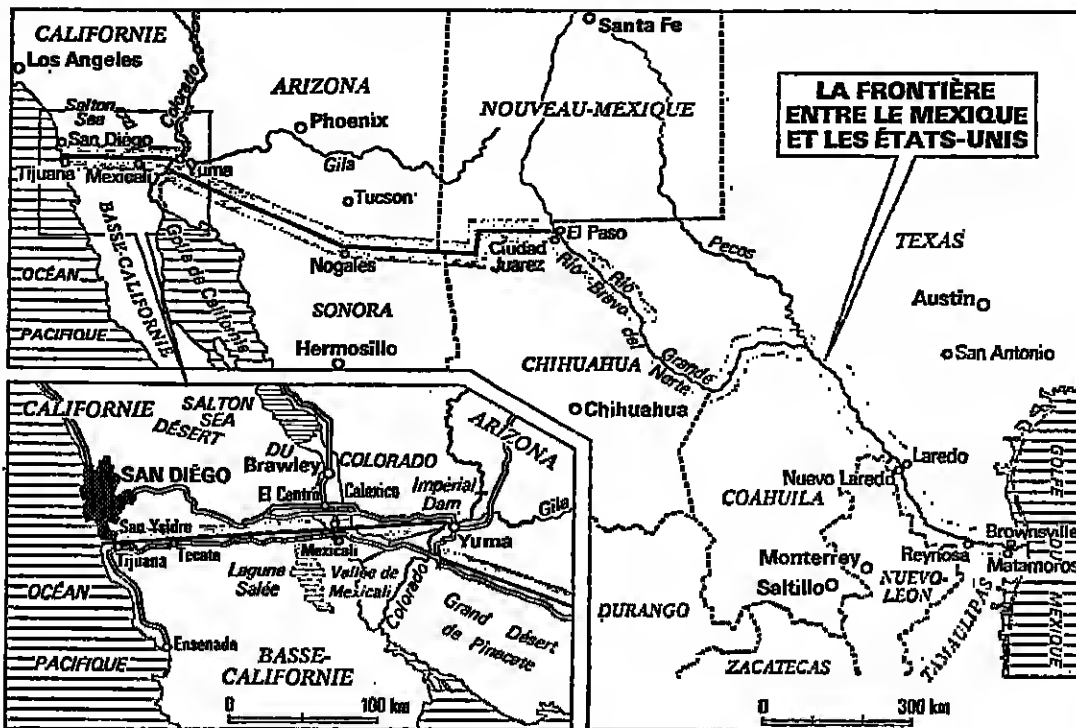 CALIFORNIE
Los Angeles
Santa Fe
Colorado
ARIZONA
NOUVEAU-MEXIQUE
LA FRONTIÈRE
ENTRE LE MEXIQUE
ET LES ÉTATS-UNIS
Salton
Sea
San Diégo
Phoenix
Gila
Tijuana
Mexicali
Yuma
Tucson
BASSE-CALIFORNIE
Golfe de Californie
El Paso
Ciudad
Juarez
Nogales
Pecos
TEXAS
OCÉAN
PACIFIQUE
SONORA
Hermosillo
Rio
Grande
Rio Bravo del Norte
Austin
San Antonio
CHIHUAHUA
Chihuahua
Laredo
Nuevo Laredo
COAHUILA
Monterrey
Saltillo
NUEVO-
LEON
Reynosa
Brownsville
Matamoros
TAMAULIPAS
GOLFE DU MEXIQUE
DURANGO
ZACATECAS
0 300 km
CALIFORNIE
SALTON
SEA
DÉSERT
DU
COLORADO
ARIZONA
SAN DIÉGO
Brawley
El Centro
Calexico
Impérial
Dam
Gila
San Ysidro
Tijuana
Tecate
Mexicali
Yuma
Lagune
Salée
Vallée de
Mexicali
Colorado
Grand Désert
de Pinecete
OCÉAN
PACIFIQUE
Ensenada
BASSE-
CALIFORNIE
0 100 km